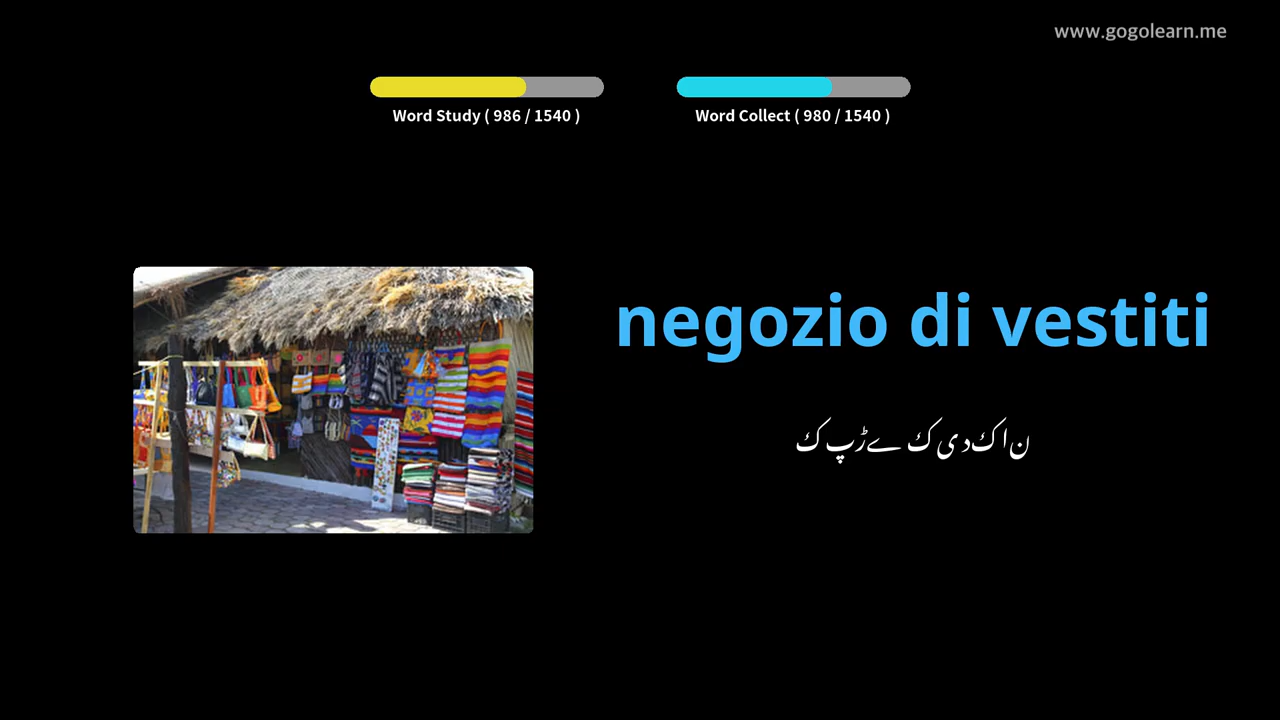 www.gogolearn.me
Word Study ( 986 / 1540 )
Word Collect ( 980 / 1540 )
negozio di vestiti
کپڑے کی دکان